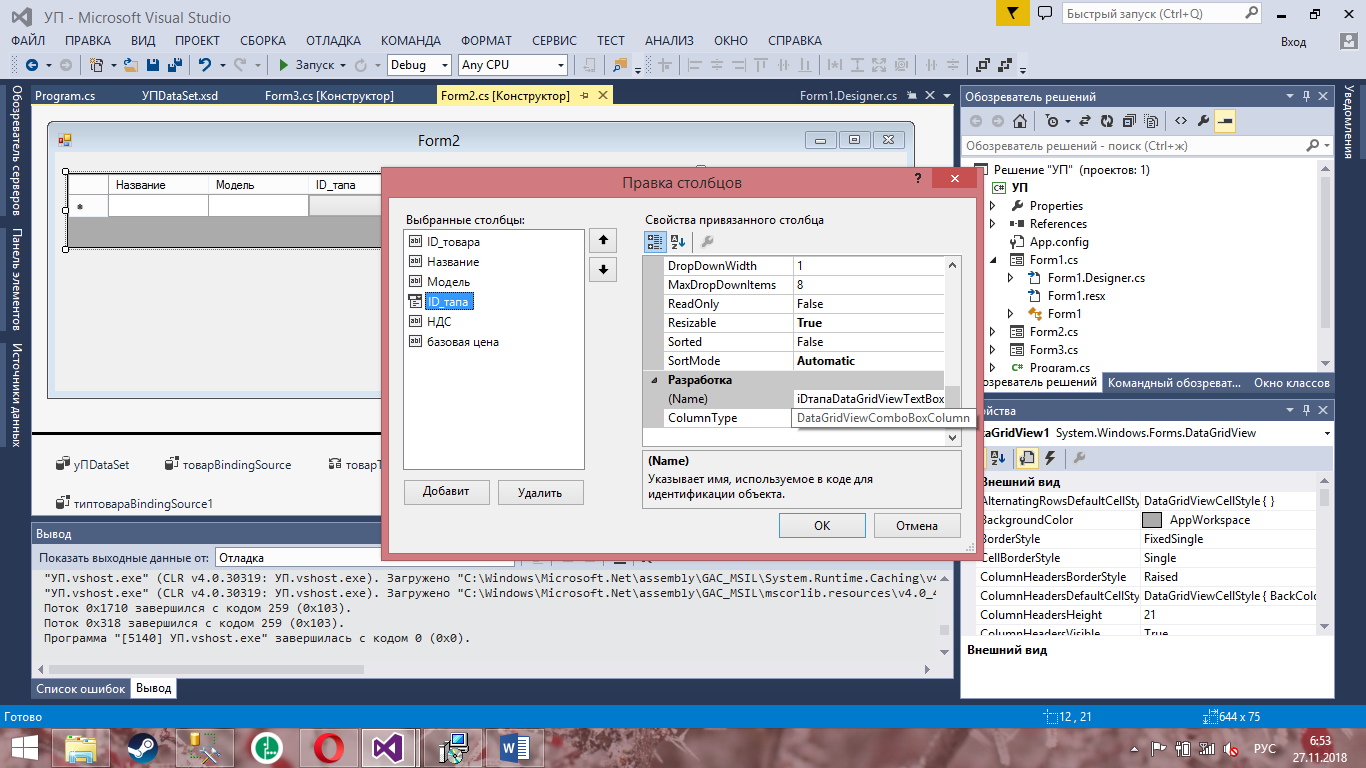 УП - Microsoft Visual Studio
Быстрый запуск (Ctrl+Q)
ФАЙЛ ПРАВКА ВИД ПРОЕКТ СБОРКА ОТЛАДКА КОМАНДА ФОРМАТ СЕРВИС ТЕСТ АНАЛИЗ ОКНО СПРАВКА
Вход
Запуск Debug Any CPU
Обозреватель серверов
Панель элементов
Источники данных
Program.cs УПDataSet.xsd Form3.cs [Конструктор] Form2.cs [Конструктор] Form1.Designer.cs
Form2
Название Модель ID_тапа
Правка столбцов
?
Выбранные столбцы:
ID_товара
Название
Модель
ID_тапа
НДС
базовая цена
Добавит Удалить
Свойства привязанного столбца
DropDownWidth 1
MaxDropDownItems 8
ReadOnly False
Resizable True
Sorted False
SortMode Automatic
Разработка
(Name) iDтапаDataGridViewTextBox
ColumnType DataGridViewComboBoxColumn
(Name)
Указывает имя, используемое в коде для
идентификации объекта.
ОК Отмена
уПDataSet товарBindingSource товарТ
типтовараBindingSource1
Вывод
Показать выходные данные от: Отладка
"УП.vshost.exe" (CLR v4.0.30319: УП.vshost.exe). Загружено "C:\Windows\Microsoft.Net\assembly\GAC_MSIL\System.Runtime.Caching\v4
"УП.vshost.exe" (CLR v4.0.30319: УП.vshost.exe). Загружено "C:\Windows\Microsoft.Net\assembly\GAC_MSIL\mscorlib.resources\v4.0_4
Поток 0x1710 завершился с кодом 259 (0x103).
Поток 0x318 завершился с кодом 259 (0x103).
Программа "[5140] УП.vshost.exe" завершилась с кодом 0 (0x0).
Список ошибок Вывод
Обозреватель решений
Обозреватель решений - поиск (Ctrl+ж)
Решение "УП" (проектов: 1)
C# УП
Properties
References
App.config
Form1.cs
Form1.Designer.cs
Form1.resx
Form1
Form2.cs
Form3.cs
C# Program.cs
бозреватель решений Командный обозреват... Окно классов
Уведомления
ойства
taGridView1 System.Windows.Forms.DataGridView
Внешний вид
AlternatingRowsDefaultCellSty DataGridViewCellStyle { }
BackgroundColor AppWorkspace
BorderStyle FixedSingle
CellBorderStyle Single
ColumnHeadersBorderStyle Raised
ColumnHeadersDefaultCellSty DataGridViewCellStyle { BackColo
ColumnHeadersHeight 21
ColumnHeadersVisible True
Внешний вид
Готово 12 , 21 644 x 75
РУС
6:53
27.11.2018